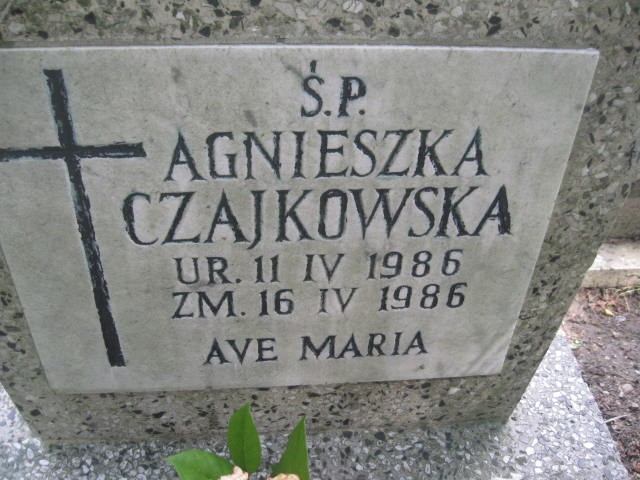 Ś.P.
AGNIESZKA
CZAJKOWSKA
UR. 11 IV 1986
ZM. 16 IV 1986
AVE MARIA